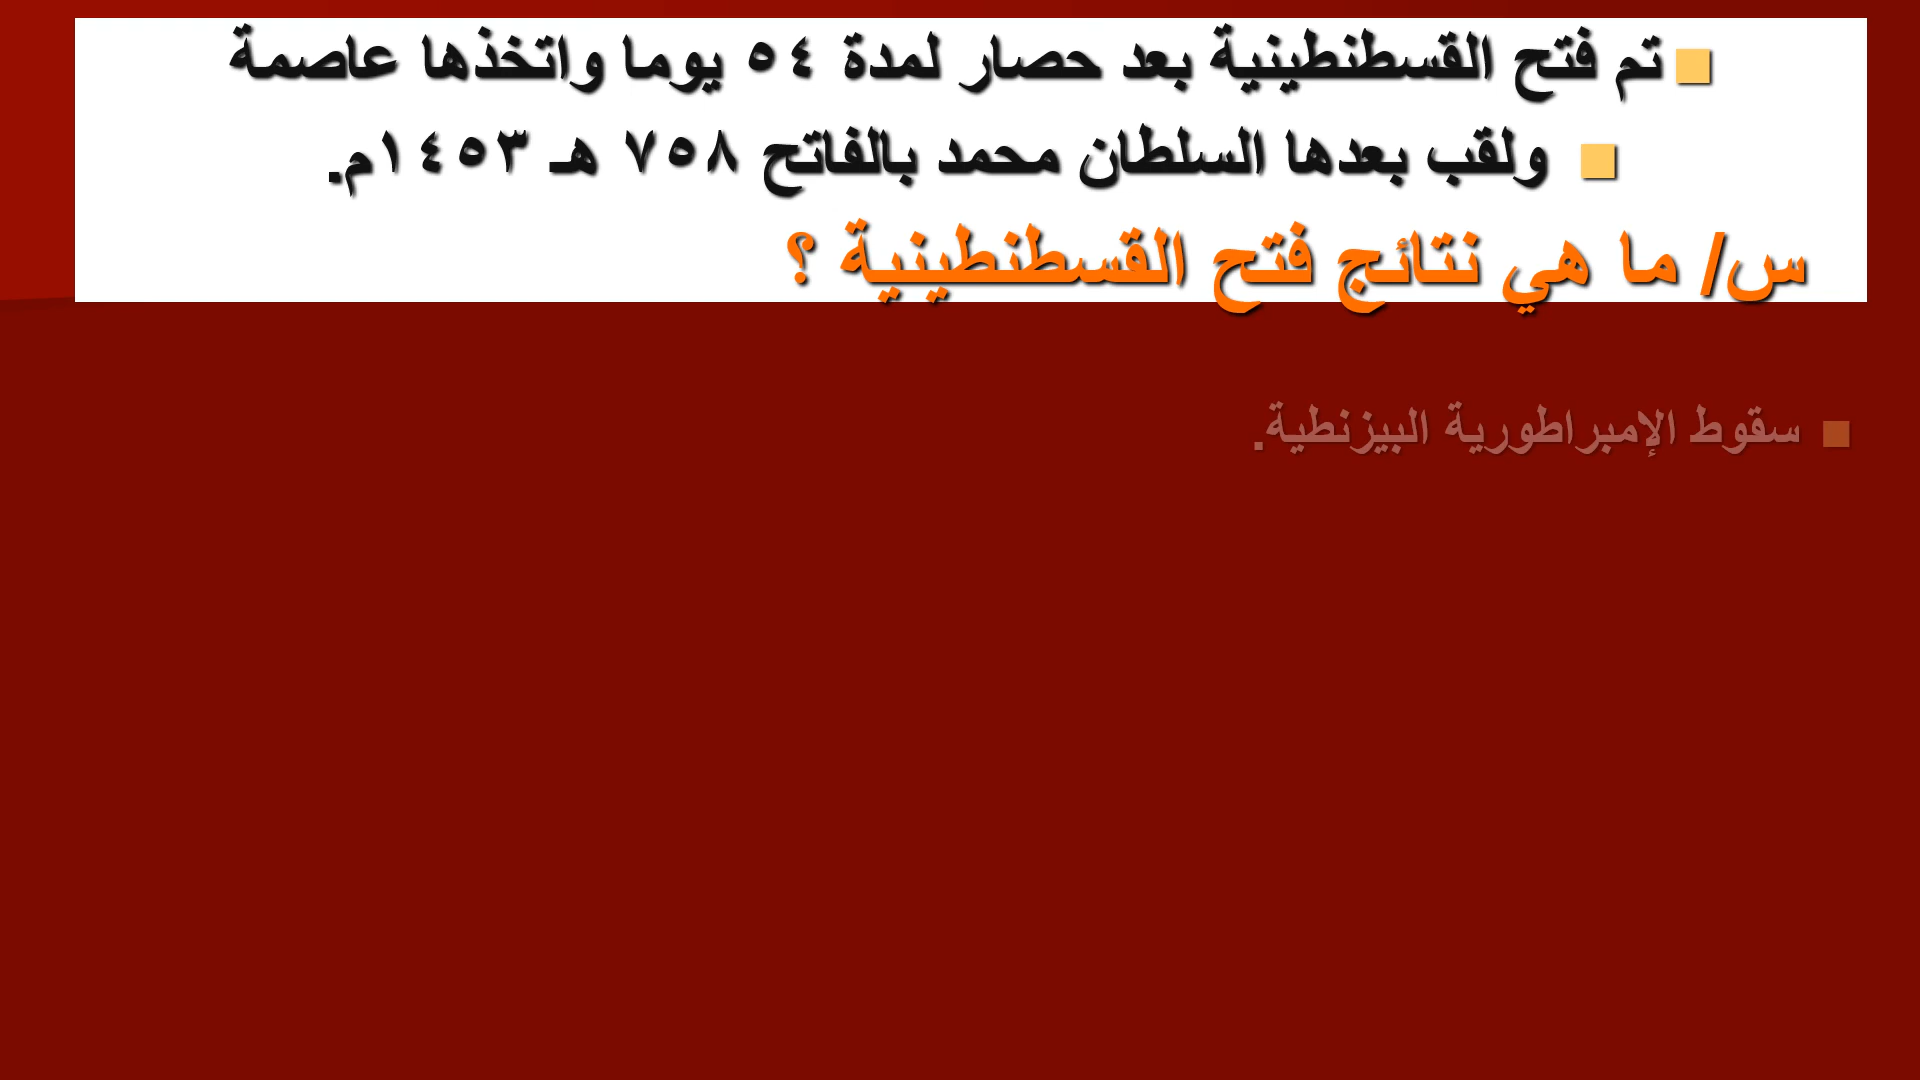 تم فتح القسطنطينية بعد حصار لمدة ٥٤ يوما واتخذها عاصمة
ولقب بعدها السلطان محمد بالفاتح ٧٥٨ هـ ١٤٥٣م.
س/ ما هي نتائج فتح القسطنطينية ؟
سقوط الإمبراطورية البيزنطية.